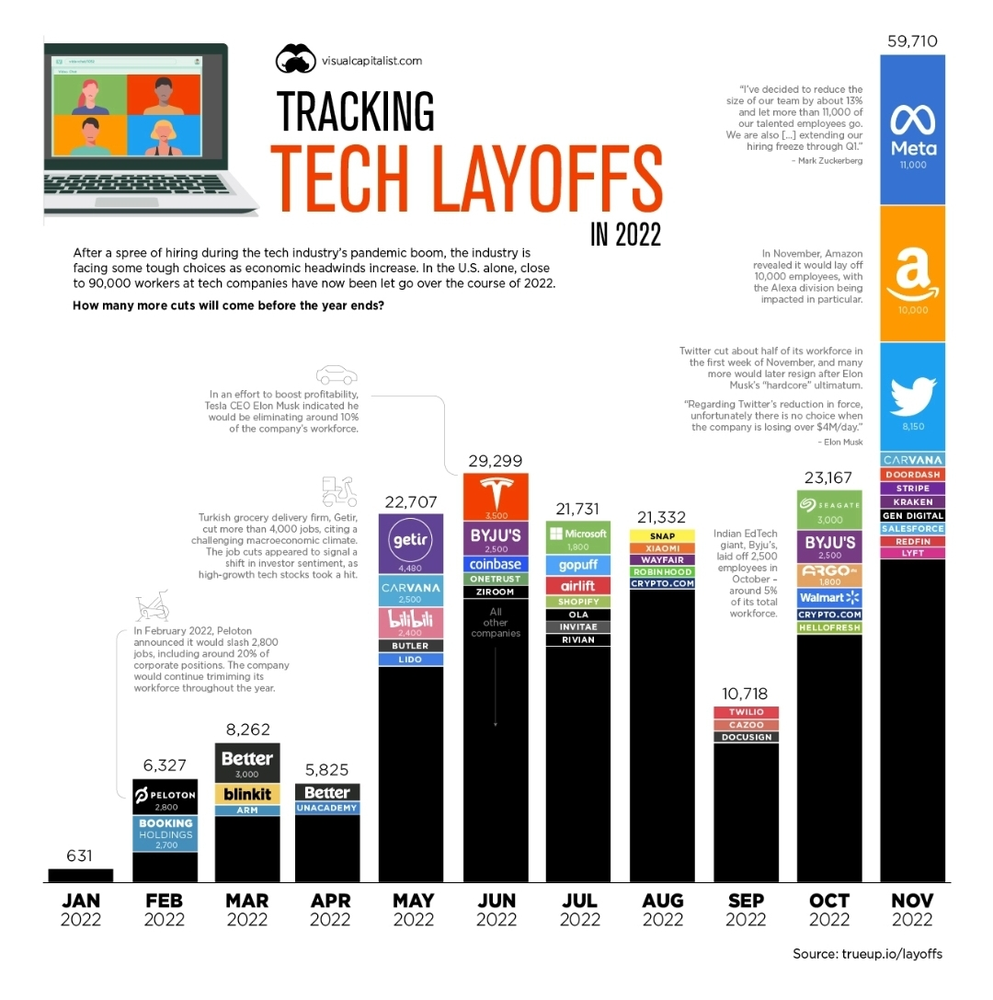 visualcapitalist.com
TRACKING
TECH LAYOFFS
IN 2022
After a spree of hiring during the tech industry's pandemic boom, the industry is
facing some tough choices as economic headwinds increase. In the U.S. alone, close
to 90,000 workers at tech companies have now been let go over the course of 2022.
How many more cuts will come before the year ends?
59,710
"I've decided to reduce the
size of our team by about 13%
and let more than 11,000 of
our talented employees go.
We are also [...] extending our
hiring freeze through Q1."
– Mark Zuckerberg
Meta
11,000
In November, Amazon
revealed it would lay off
10,000 employees, with
the Alexa division being
impacted in particular.
a
10,000
Twitter cut about half of its workforce in
the first week of November, and many
more would later resign after Elon
Musk's "hardcore" ultimatum.
"Regarding Twitter's reduction in force,
unfortunately there is no choice when
the company is losing over $4M/day."
– Elon Musk
8,150
CARVANA
DOORDASH
STRIPE
KRAKEN
GEN DIGITAL
SALESFORCE
REDFIN
LYFT
In an effort to boost profitability,
Tesla CEO Elon Musk indicated he
would be eliminating around 10%
of the company's workforce.
Turkish grocery delivery firm, Getir,
cut more than 4,000 jobs, citing a
challenging macroeconomic climate.
The job cuts appeared to signal a
shift in investor sentiment, as
high-growth tech stocks took a hit.
In February 2022, Peloton
announced it would slash 2,800
jobs, including around 20% of
corporate positions. The company
would continue trimiming its
workforce throughout the year.
631
6,327
PELOTON
2,800
BOOKING
HOLDINGS
2,700
8,262
Better
3,000
blinkit
ARM
5,825
Better
UNACADEMY
22,707
getir
4,480
CARVANA
2,500
bilibili
2,400
BUTLER
LIDO
29,299
3,500
BYJU'S
2,500
coinbase
ONETRUST
ZIROOM
All
other
companies
21,731
Microsoft
1,800
gopuff
airlift
SHOPIFY
OLA
INVITAE
RIVIAN
21,332
SNAP
XIAOMI
WAYFAIR
ROBINHOOD
CRYPTO.COM
Indian EdTech
giant, Byju's,
laid off 2,500
employees in
October –
around 5%
of its total
workforce.
10,718
TWILIO
CAZOO
DOCUSIGN
23,167
SEAGATE
3,000
BYJU'S
2,500
ARGO AI
1,800
Walmart
CRYPTO.COM
HELLOFRESH
JAN FEB MAR APR MAY JUN JUL AUG SEP OCT NOV
2022 2022 2022 2022 2022 2022 2022 2022 2022 2022 2022
Source: trueup.io/layoffs